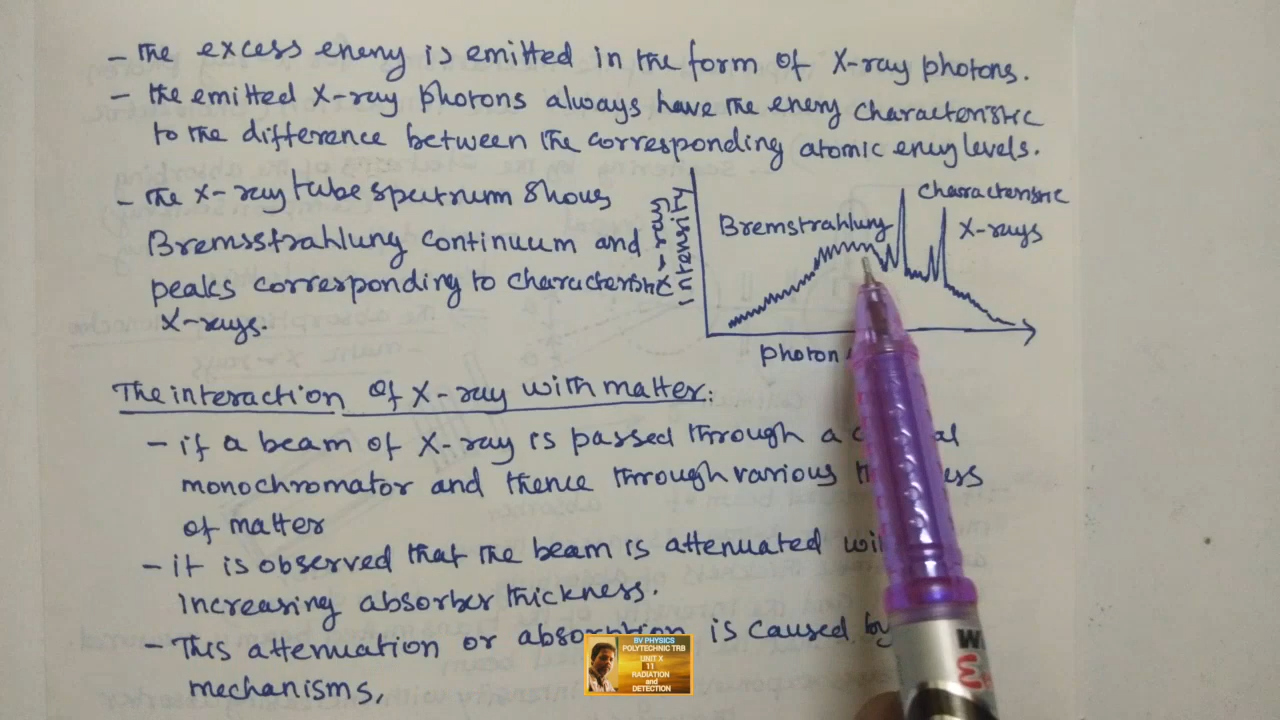 - The excess eneny is emitted in the form of X-ray photons.
- the emitted X-ray photons always have the enery characteristic
to the difference between the corresponding atomic eneuy levels.
- The X-ray tube spectrum shows
Bremsstrahlung continuum and
peaks corresponding to characteristic
X-rays.
X-ray
intensity
Bremstrahlung
characteristic
X-rays
photon
The interaction of X-ray with matter:
- if a beam of X-ray is passed through a
monochromator and thence through various
of matter
- it is observed that the beam is attenuated
increasing absorber thickness.
- This attenuation or absorption is caused by
mechanisms.
BV PHYSICS
POLYTECHNIC TRB
UNIT X
11
RADIATION
and
DETECTION